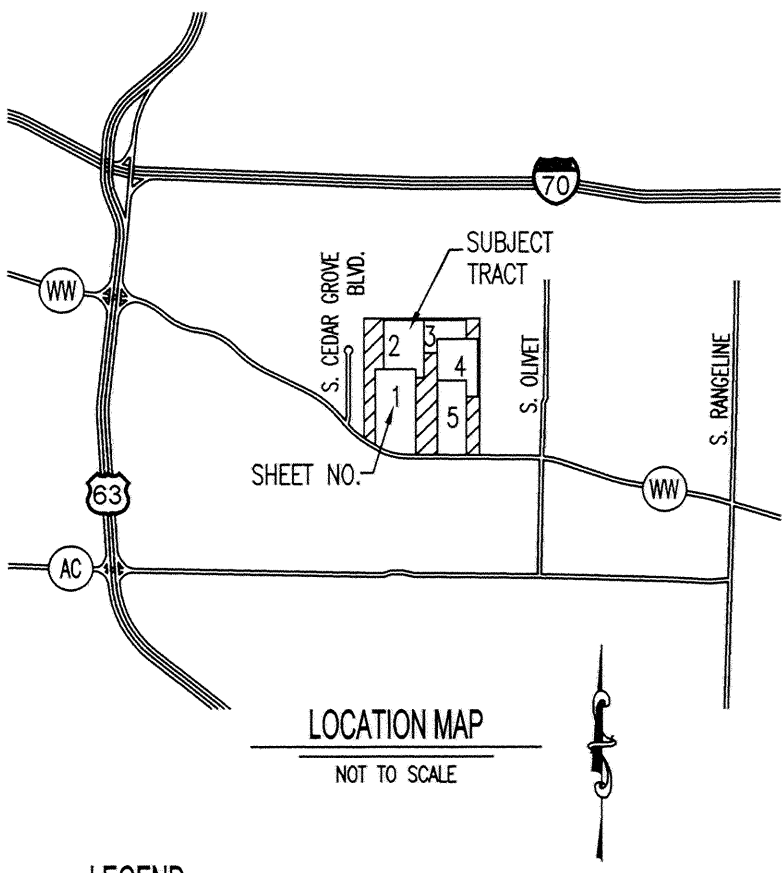 70
SUBJECT
TRACT
WW
S. CEDAR GROVE
BLVD.
2
3
4
1
5
S. OLIVET
S. RANGELINE
SHEET NO.
63
WW
AC
LOCATION MAP
NOT TO SCALE
LEGEND